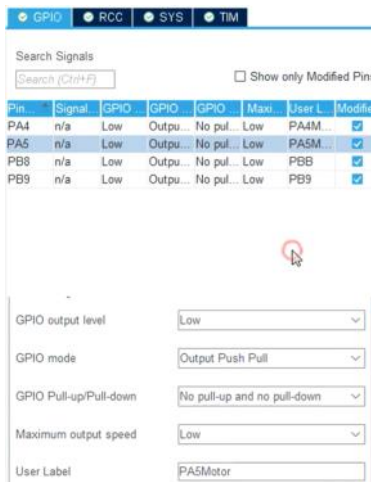 GPIO RCC SYS TIM
Search Signals
Search (Ctrl+F) Show only Modified Pins
Pin... Signal... GPIO ... GPIO ... GPIO ... Maxi... User L... Modifie
PA4 n/a Low Outpu... No pul... Low PA4M...
PA5 n/a Low Outpu... No pul... Low PA5M...
PB8 n/a Low Outpu... No pul... Low PBB
PB9 n/a Low Outpu... No pul... Low PB9
GPIO output level Low
GPIO mode Output Push Pull
GPIO Pull-up/Pull-down No pull-up and no pull-down
Maximum output speed Low
User Label PA5Motor